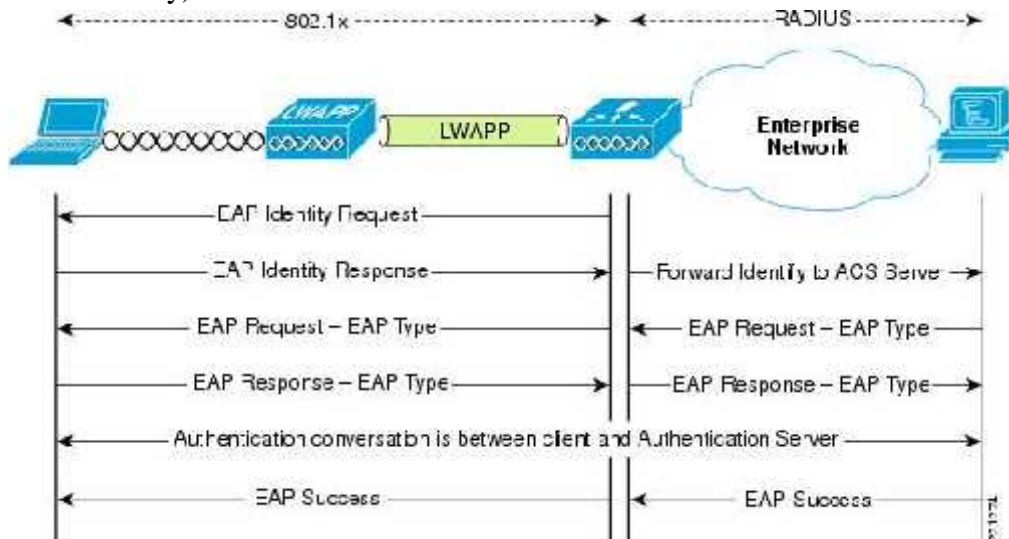 802.1x RADIUS
LWAPP
LWAPP
Enterprise
Network
EAP Identity Request
EAP Identity Response Forward Identify to ACS Server
EAP Request – EAP Type EAP Request – EAP Type
EAP Response – EAP Type EAP Response – EAP Type
Authentication conversation is between client and Authentication Server
EAP Success EAP Success